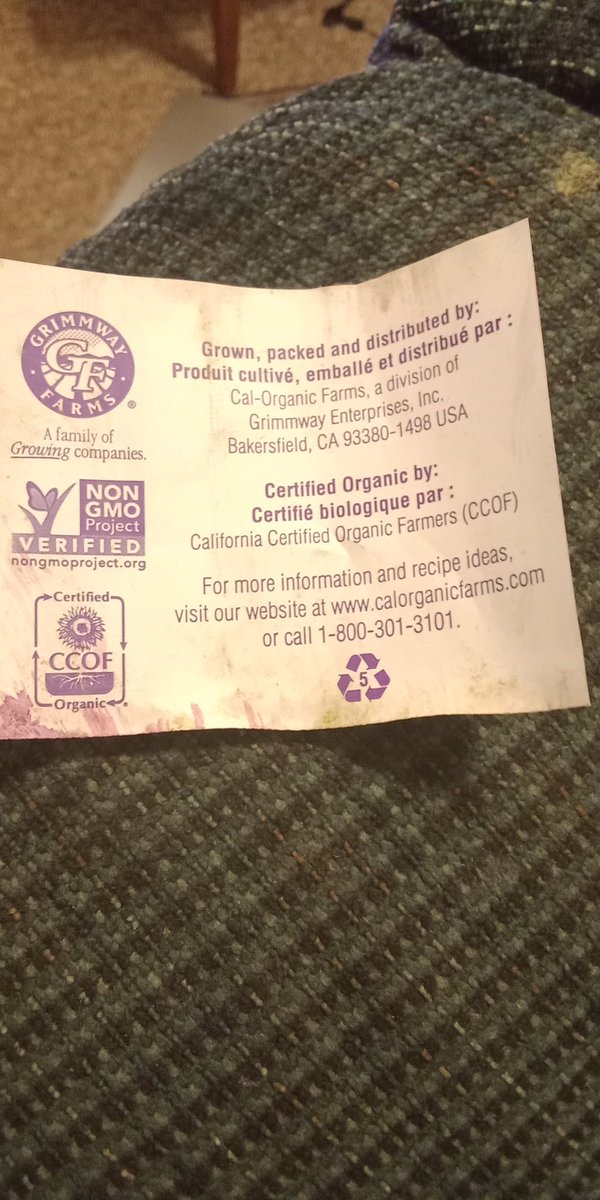 GRIMMWAY
GF
FARMS®
A family of
Growing companies.
NON
GMO
Project
VERIFIED
nongmoproject.org
Certified
CCOF
Organic
Grown, packed and distributed by:
Produit cultivé, emballé et distribué par :
Cal-Organic Farms, a division of
Grimmway Enterprises, Inc.
Bakersfield, CA 93380-1498 USA
Certified Organic by:
Certifié biologique par :
California Certified Organic Farmers (CCOF)
For more information and recipe ideas,
visit our website at www.calorganicfarms.com
or call 1-800-301-3101.
5